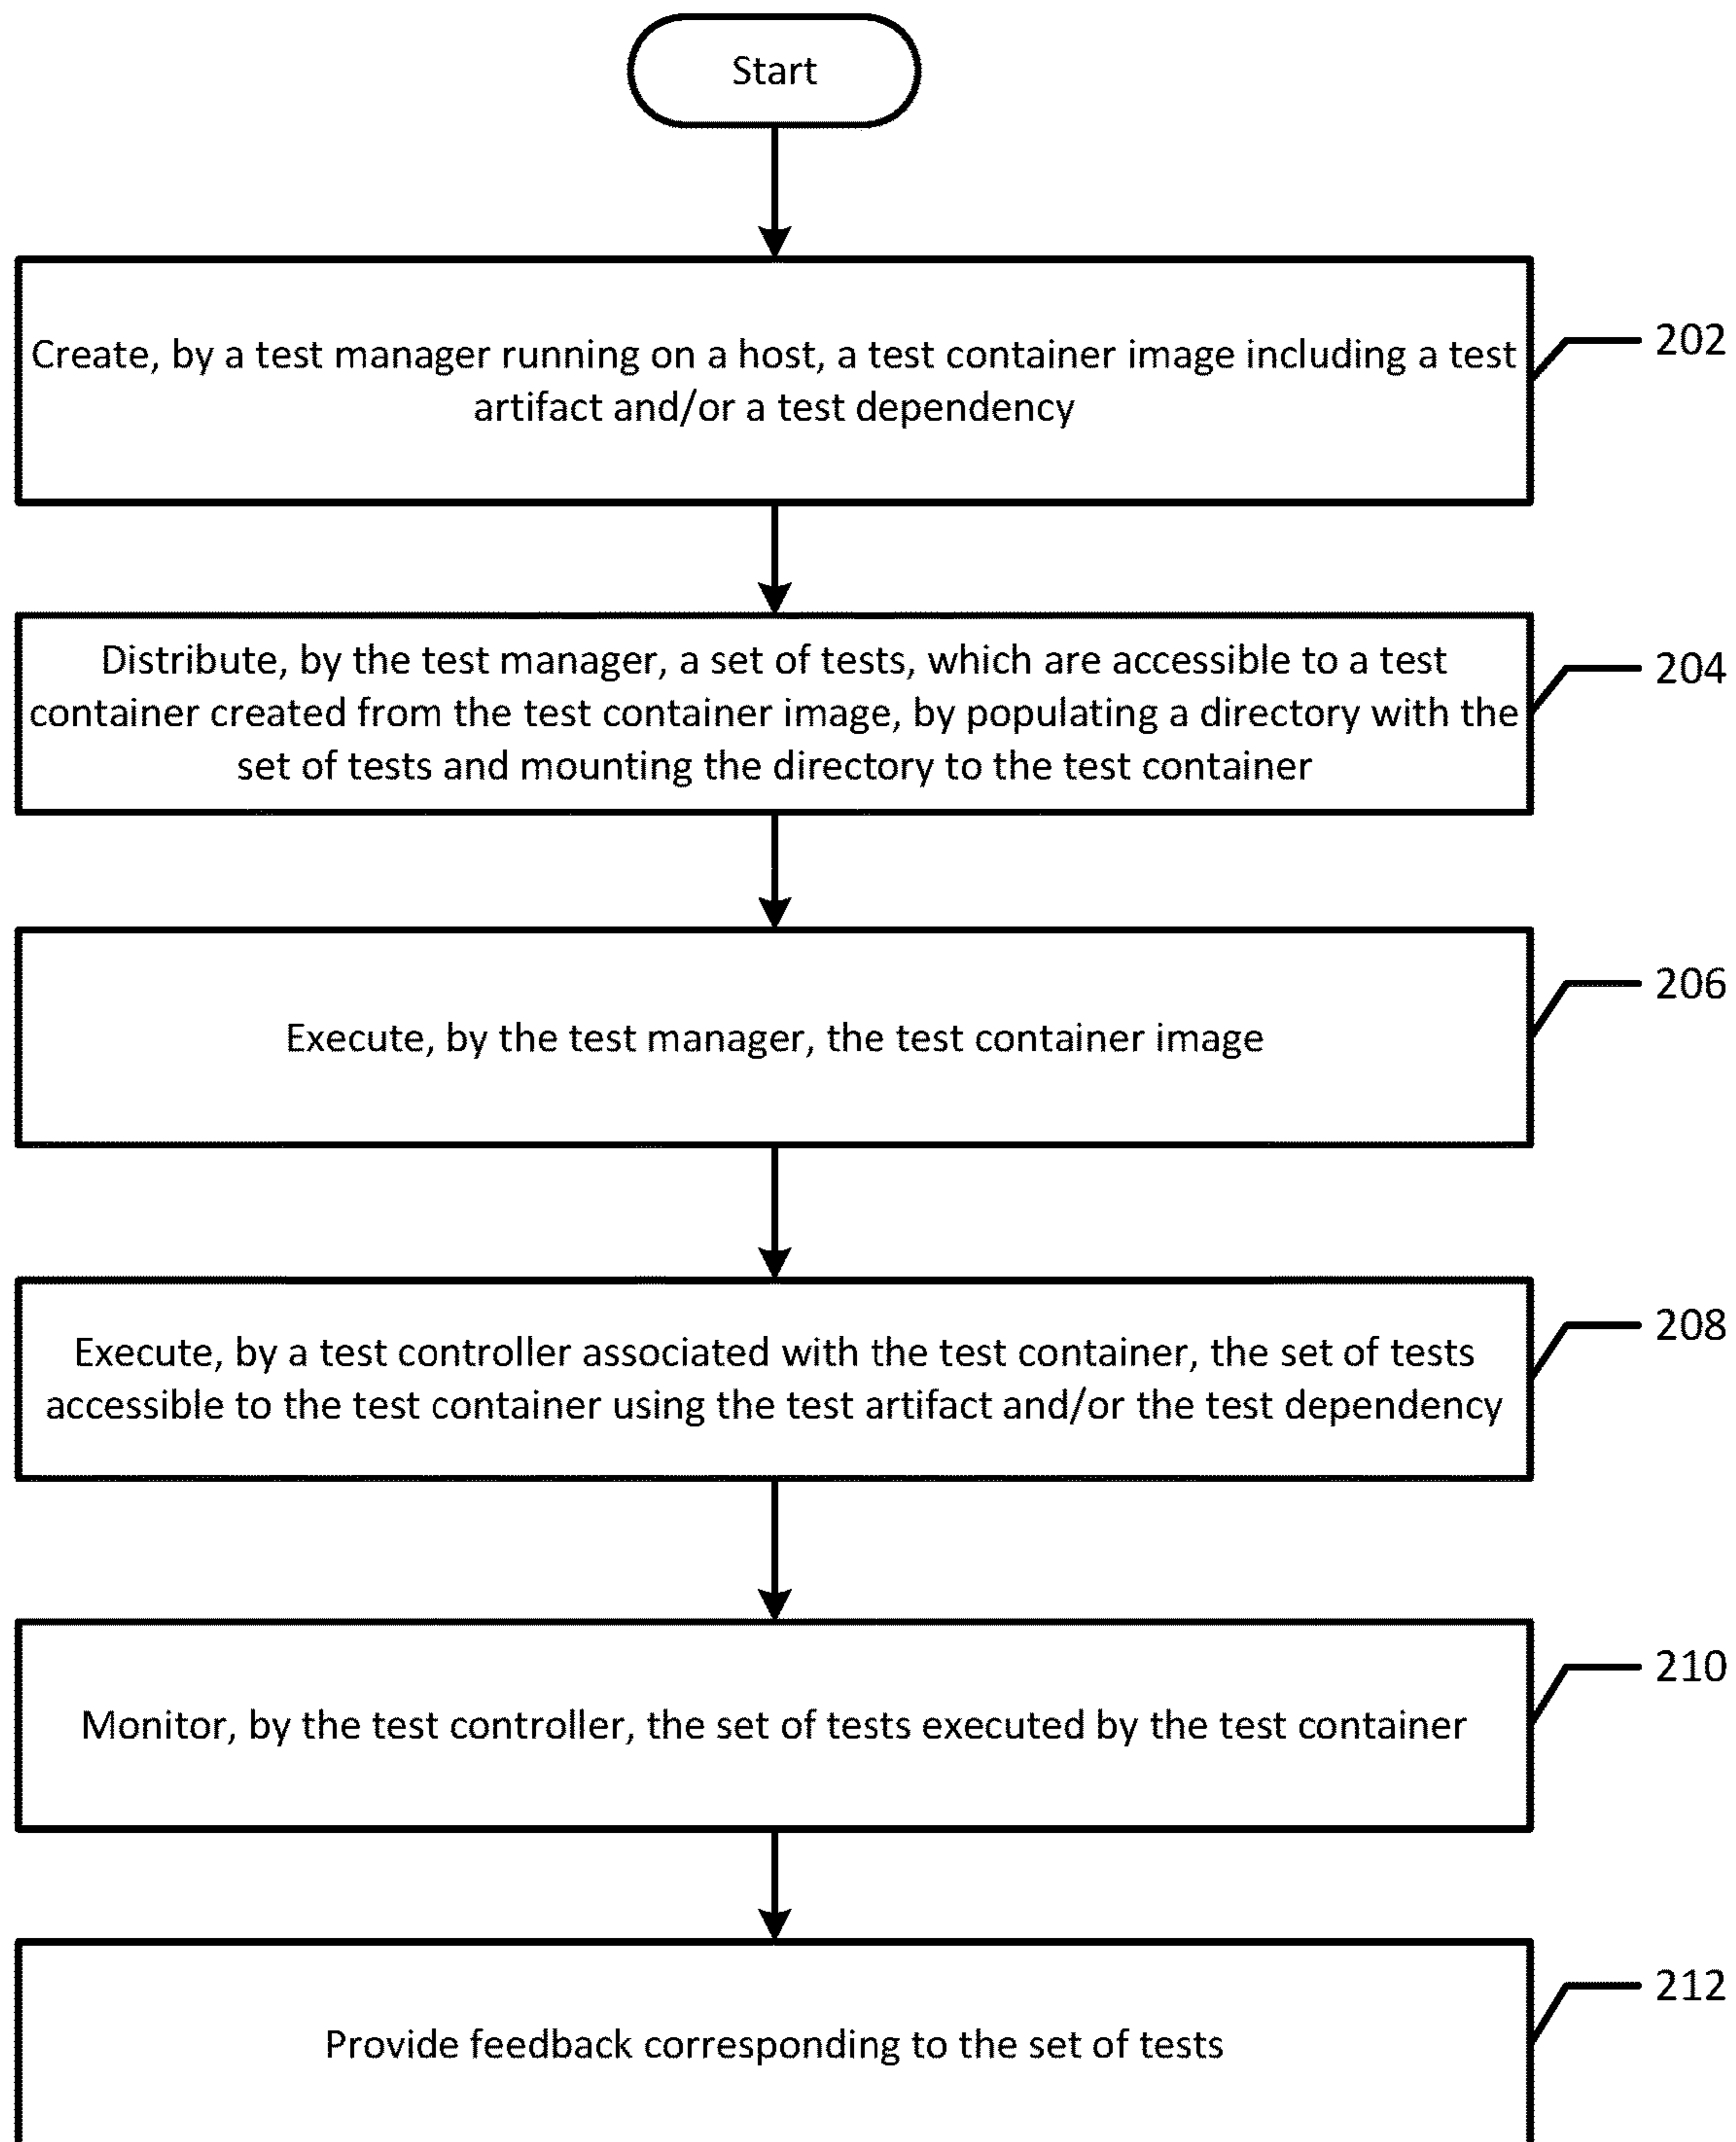 Start
Create, by a test manager running on a host, a test container image including a test
artifact and/or a test dependency
202
Distribute, by the test manager, a set of tests, which are accessible to a test
container created from the test container image, by populating a directory with the
set of tests and mounting the directory to the test container
204
Execute, by the test manager, the test container image
206
Execute, by a test controller associated with the test container, the set of tests
accessible to the test container using the test artifact and/or the test dependency
208
Monitor, by the test controller, the set of tests executed by the test container
210
Provide feedback corresponding to the set of tests
212